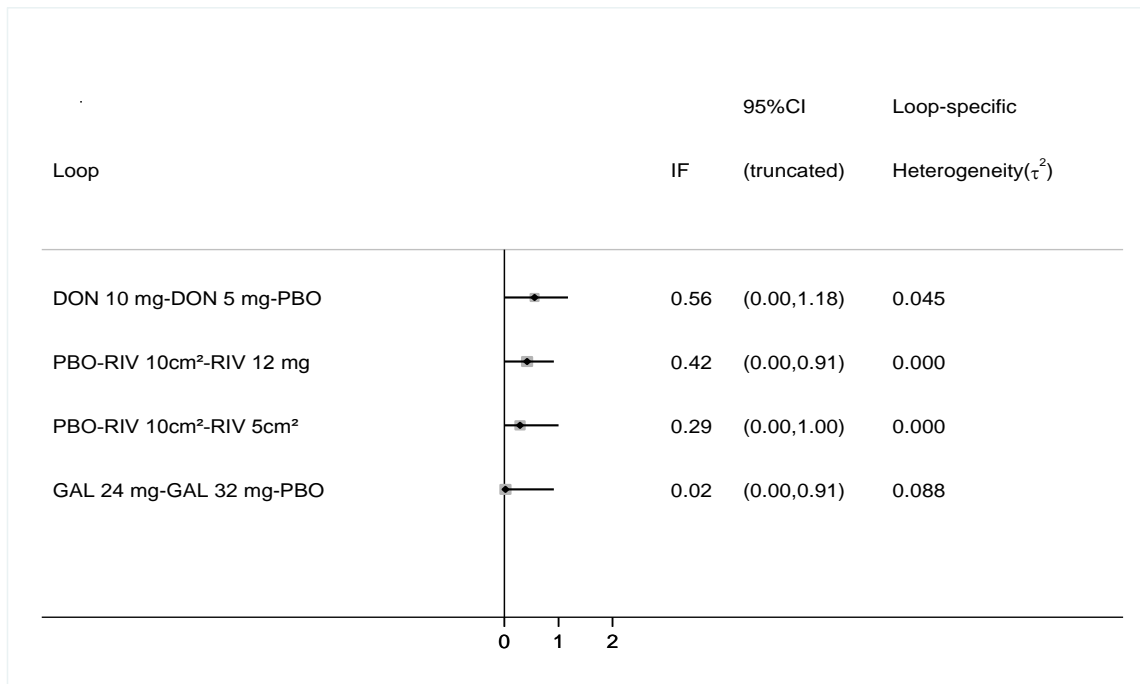 95%CI Loop-specific
Loop IF (truncated) Heterogeneity(τ²)
DON 10 mg-DON 5 mg-PBO 0.56 (0.00,1.18) 0.045
PBO-RIV 10cm²-RIV 12 mg 0.42 (0.00,0.91) 0.000
PBO-RIV 10cm²-RIV 5cm² 0.29 (0.00,1.00) 0.000
GAL 24 mg-GAL 32 mg-PBO 0.02 (0.00,0.91) 0.088
0 1 2